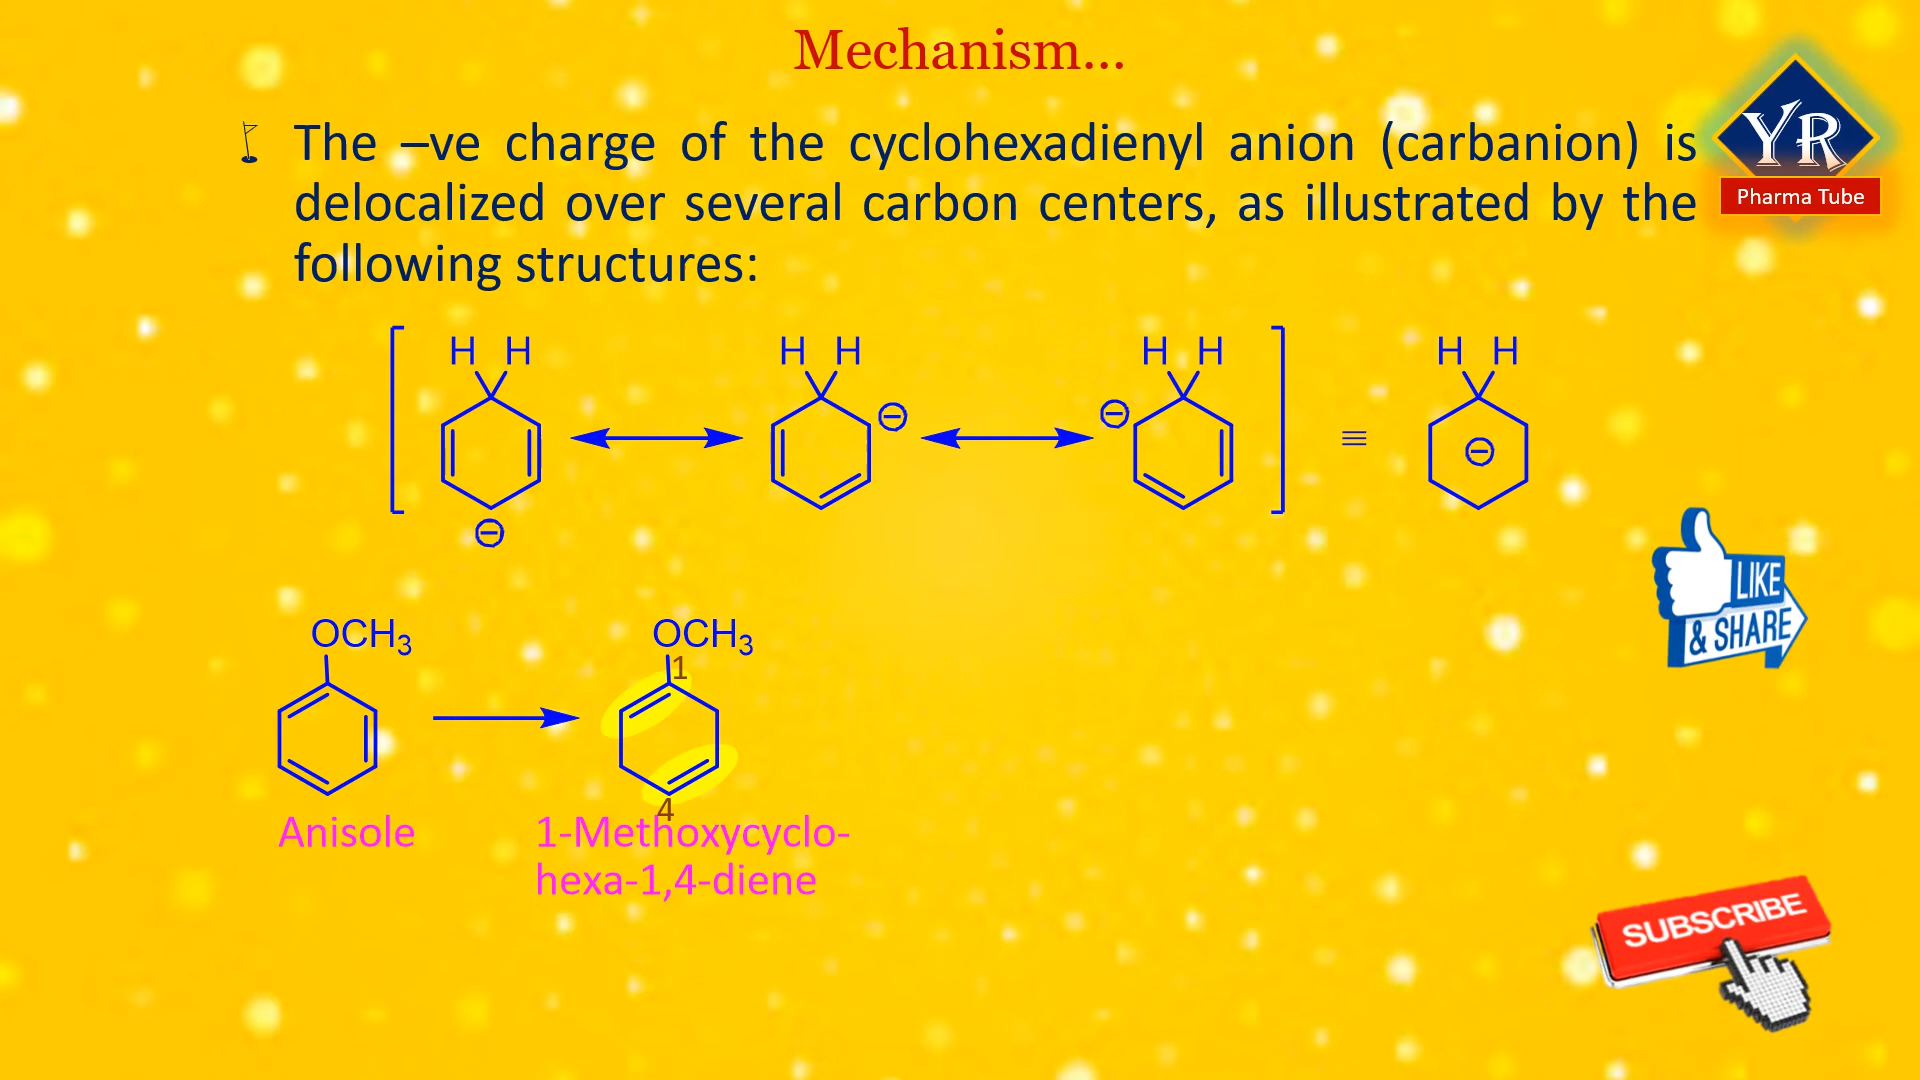 Mechanism...
YR
Pharma Tube
The –ve charge of the cyclohexadienyl anion (carbanion) is
delocalized over several carbon centers, as illustrated by the
following structures:
H H
H H
H H
H H
≡
LIKE
& SHARE
OCH₃
OCH₃
1
4
Anisole
1-Methoxycyclo-
hexa-1,4-diene
SUBSCRIBE